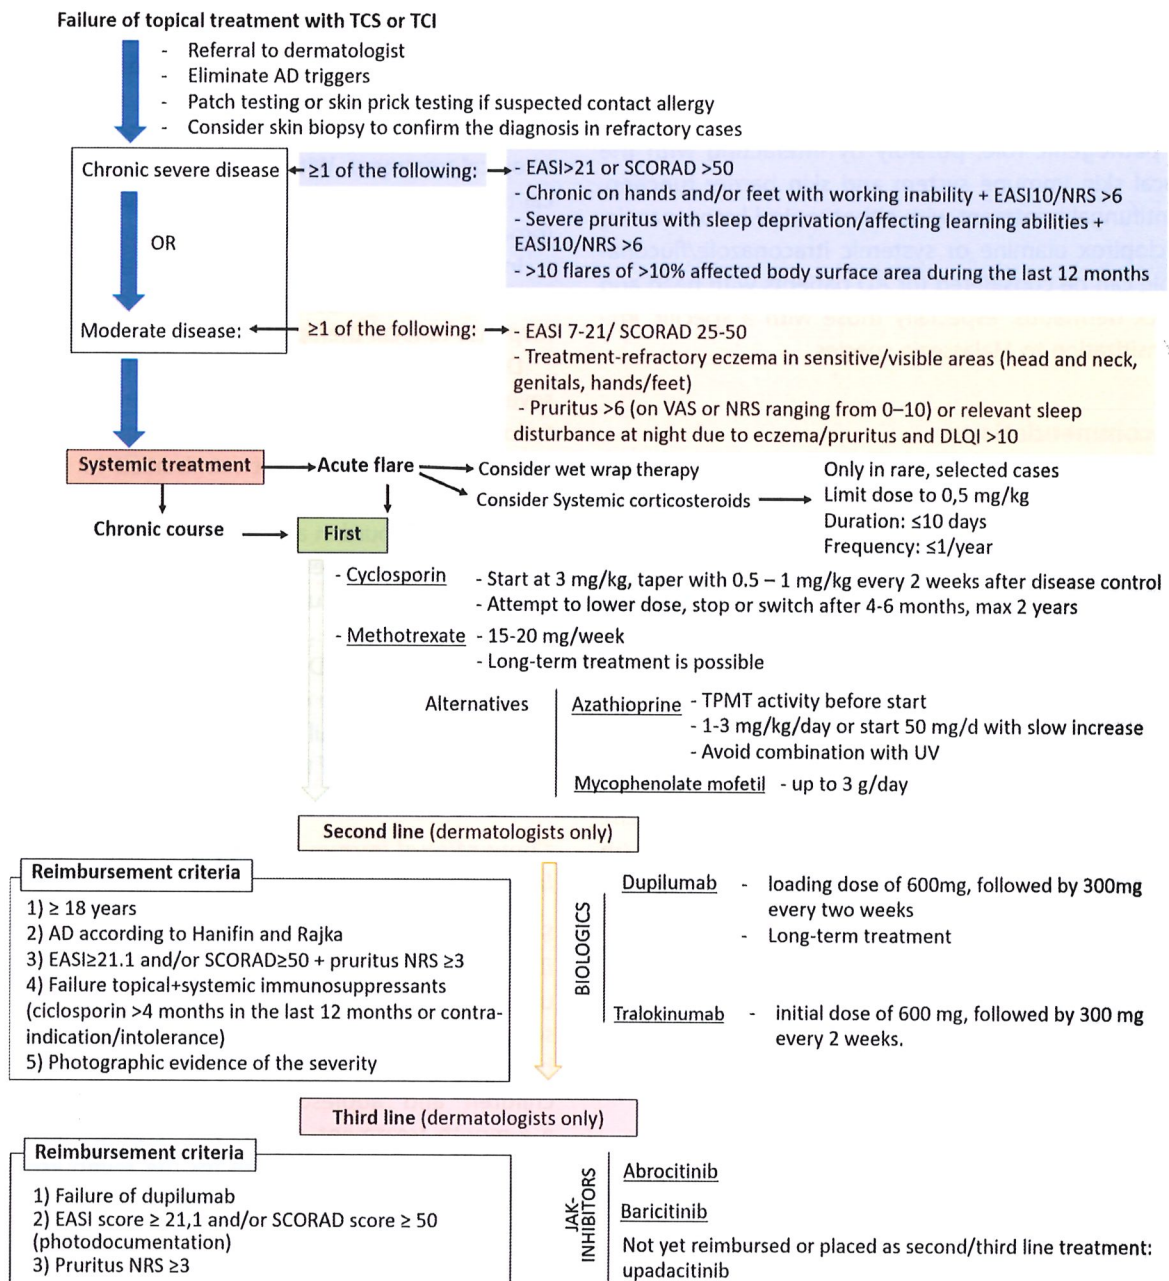 Failure of topical treatment with TCS or TCI
- Referral to dermatologist
- Eliminate AD triggers
- Patch testing or skin prick testing if suspected contact allergy
- Consider skin biopsy to confirm the diagnosis in refractory cases
Chronic severe disease
≥1 of the following:
- EASI>21 or SCORAD >50
- Chronic on hands and/or feet with working inability + EASI10/NRS >6
- Severe pruritus with sleep deprivation/affecting learning abilities +
EASI10/NRS >6
- >10 flares of >10% affected body surface area during the last 12 months
OR
Moderate disease:
≥1 of the following:
- EASI 7-21/ SCORAD 25-50
- Treatment-refractory eczema in sensitive/visible areas (head and neck,
genitals, hands/feet)
- Pruritus >6 (on VAS or NRS ranging from 0–10) or relevant sleep
disturbance at night due to eczema/pruritus and DLQI >10
Systemic treatment
Acute flare
Consider wet wrap therapy
Consider Systemic corticosteroids
Only in rare, selected cases
Limit dose to 0,5 mg/kg
Duration: ≤10 days
Frequency: ≤1/year
Chronic course
First
- Cyclosporin
- Start at 3 mg/kg, taper with 0.5 – 1 mg/kg every 2 weeks after disease control
- Attempt to lower dose, stop or switch after 4-6 months, max 2 years
- Methotrexate
- 15-20 mg/week
- Long-term treatment is possible
Alternatives
Azathioprine
- TPMT activity before start
- 1-3 mg/kg/day or start 50 mg/d with slow increase
- Avoid combination with UV
Mycophenolate mofetil - up to 3 g/day
Second line (dermatologists only)
Reimbursement criteria
1) ≥ 18 years
2) AD according to Hanifin and Rajka
3) EASI≥21.1 and/or SCORAD≥50 + pruritus NRS ≥3
4) Failure topical+systemic immunosuppressants
(ciclosporin >4 months in the last 12 months or contra-
indication/intolerance)
5) Photographic evidence of the severity
BIOLOGICS
Dupilumab
- loading dose of 600mg, followed by 300mg
every two weeks
- Long-term treatment
Tralokinumab
- initial dose of 600 mg, followed by 300 mg
every 2 weeks.
Third line (dermatologists only)
Reimbursement criteria
1) Failure of dupilumab
2) EASI score ≥ 21,1 and/or SCORAD score ≥ 50
(photodocumentation)
3) Pruritus NRS ≥3
JAK-
INHIBITORS
Abrocitinib
Baricitinib
Not yet reimbursed or placed as second/third line treatment:
upadacitinib